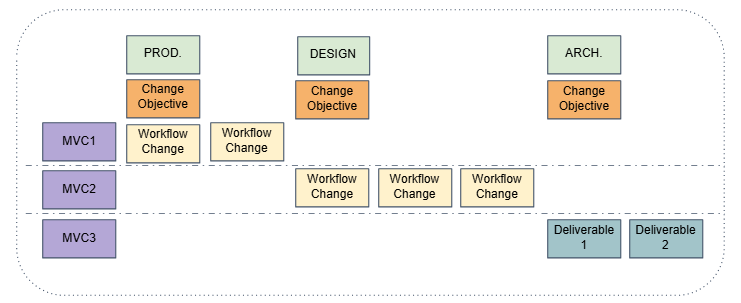 PROD.
DESIGN
ARCH.
Change
Objective
Change
Objective
Change
Objective
MVC1
Workflow
Change
Workflow
Change
MVC2
Workflow
Change
Workflow
Change
Workflow
Change
MVC3
Deliverable
1
Deliverable
2